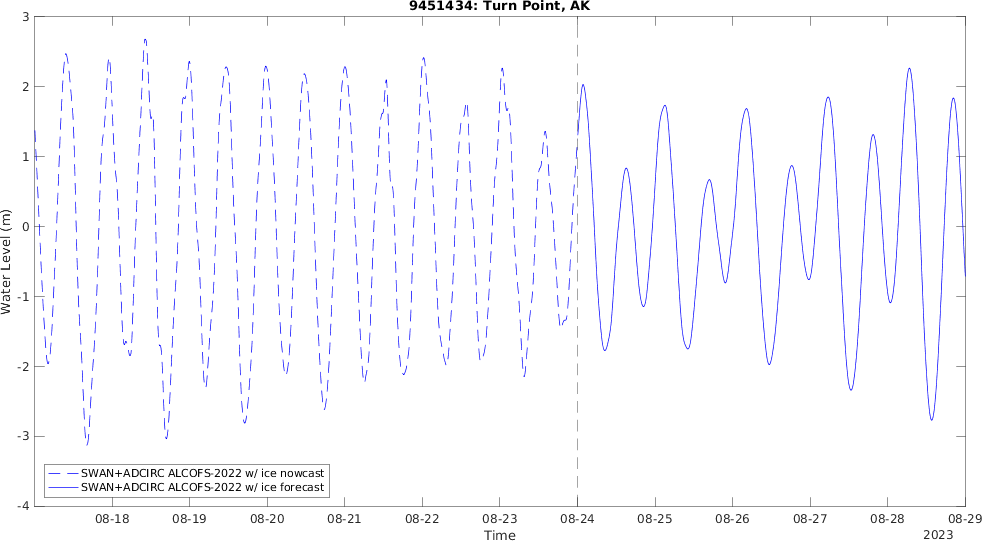 9451434: Turn Point, AK
3
2
1
0
-1
-2
-3
-4
Water Level (m)
SWAN+ADCIRC ALCOFS-2022 w/ ice nowcast
SWAN+ADCIRC ALCOFS-2022 w/ ice forecast
08-18 08-19 08-20 08-21 08-22 08-23 08-24 08-25 08-26 08-27 08-28 08-29
Time
2023